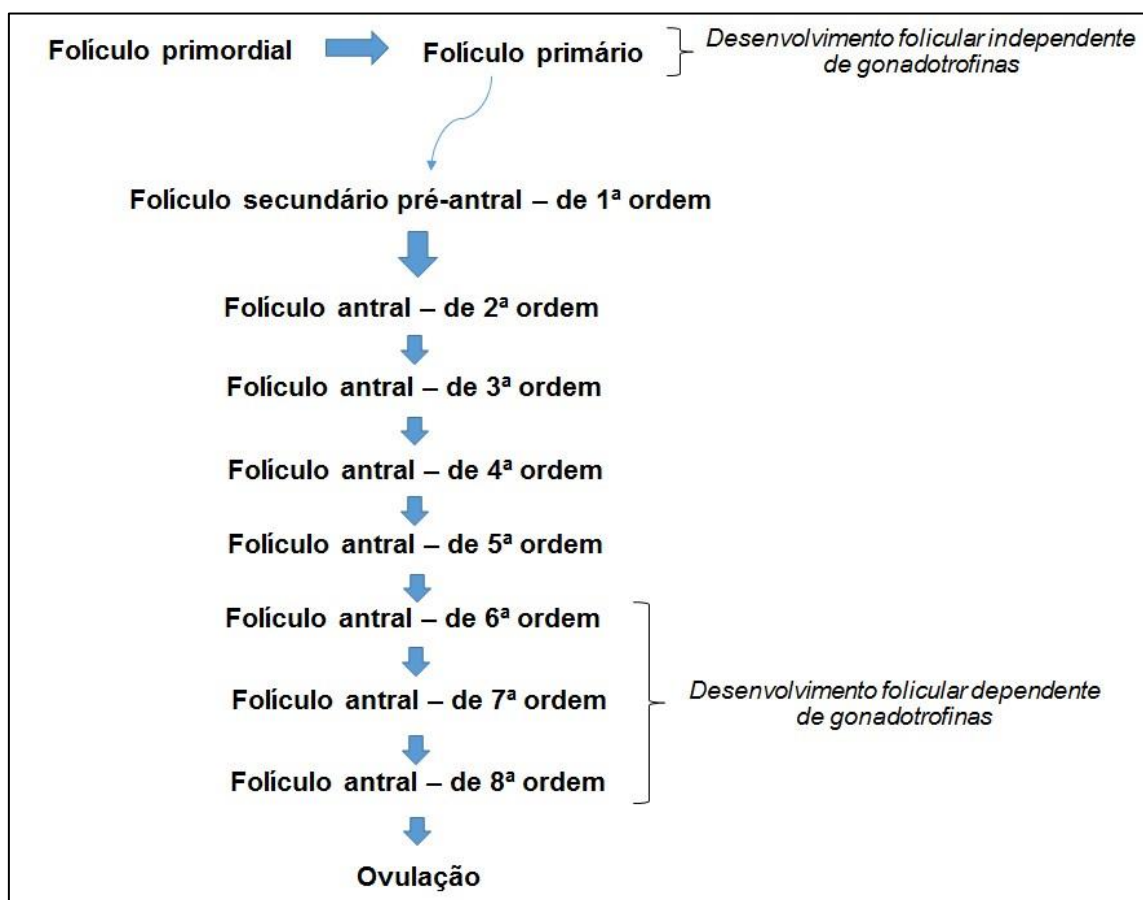 Folículo primordial
Folículo primário
Desenvolvimento folicular independente
de gonadotrofinas
Folículo secundário pré-antral – de 1ª ordem
Folículo antral – de 2ª ordem
Folículo antral – de 3ª ordem
Folículo antral – de 4ª ordem
Folículo antral – de 5ª ordem
Folículo antral – de 6ª ordem
Folículo antral – de 7ª ordem
Desenvolvimento folicular dependente
de gonadotrofinas
Folículo antral – de 8ª ordem
Ovulação